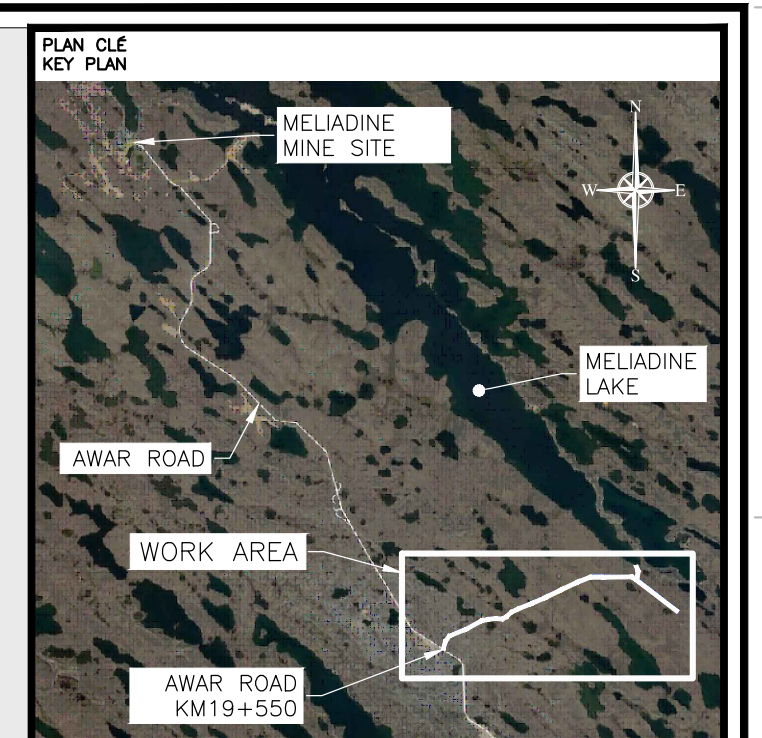 PLAN CLÉ
KEY PLAN
MELIADINE
MINE SITE
N
W
E
S
MELIADINE
LAKE
AWAR ROAD
WORK AREA
AWAR ROAD
KM19+550